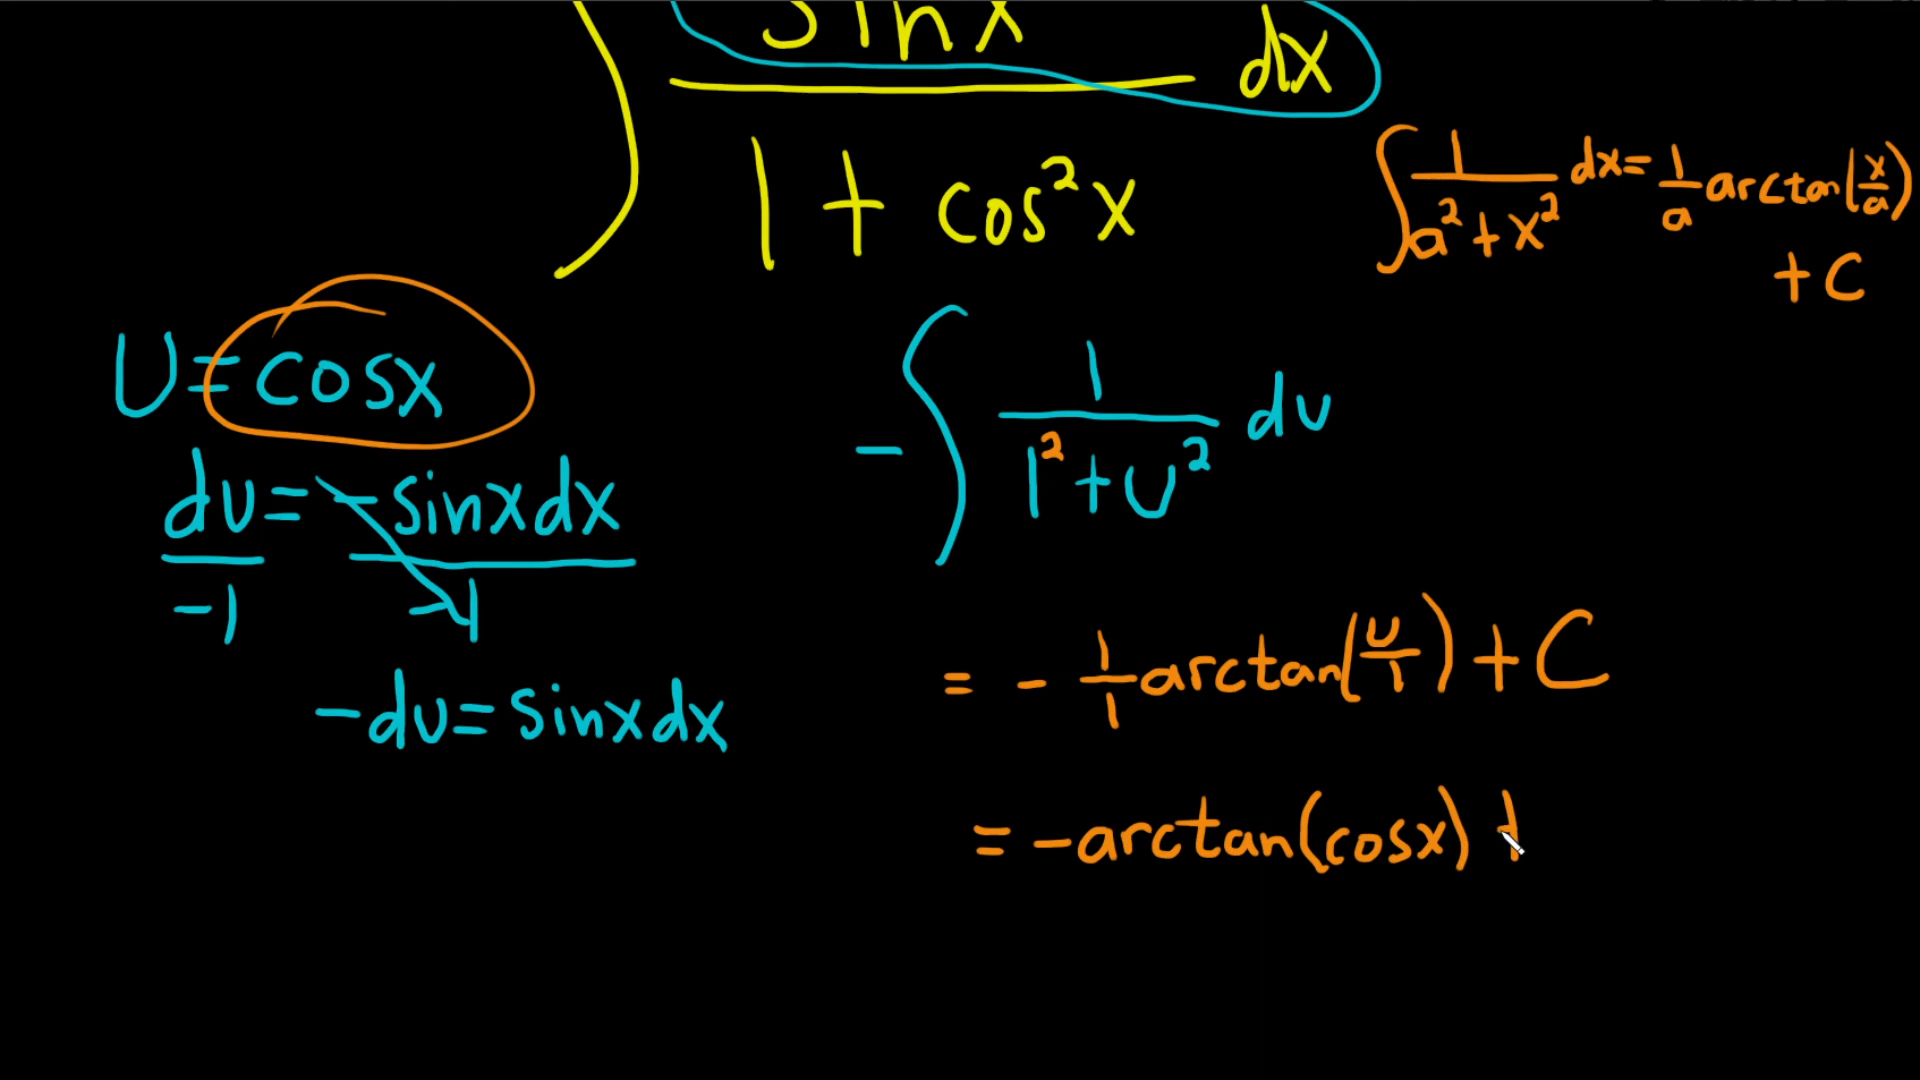 ∫ sinx / 1 + cos²x dx
∫ 1/(a²+x²) dx = 1/a arctan(x/a)
+ C
U = cosx
du = -sinxdx
-1 -1
-du = sinxdx
- ∫ 1/(1²+u²) du
= - 1/1 arctan(u/1) + C
= -arctan(cosx) +